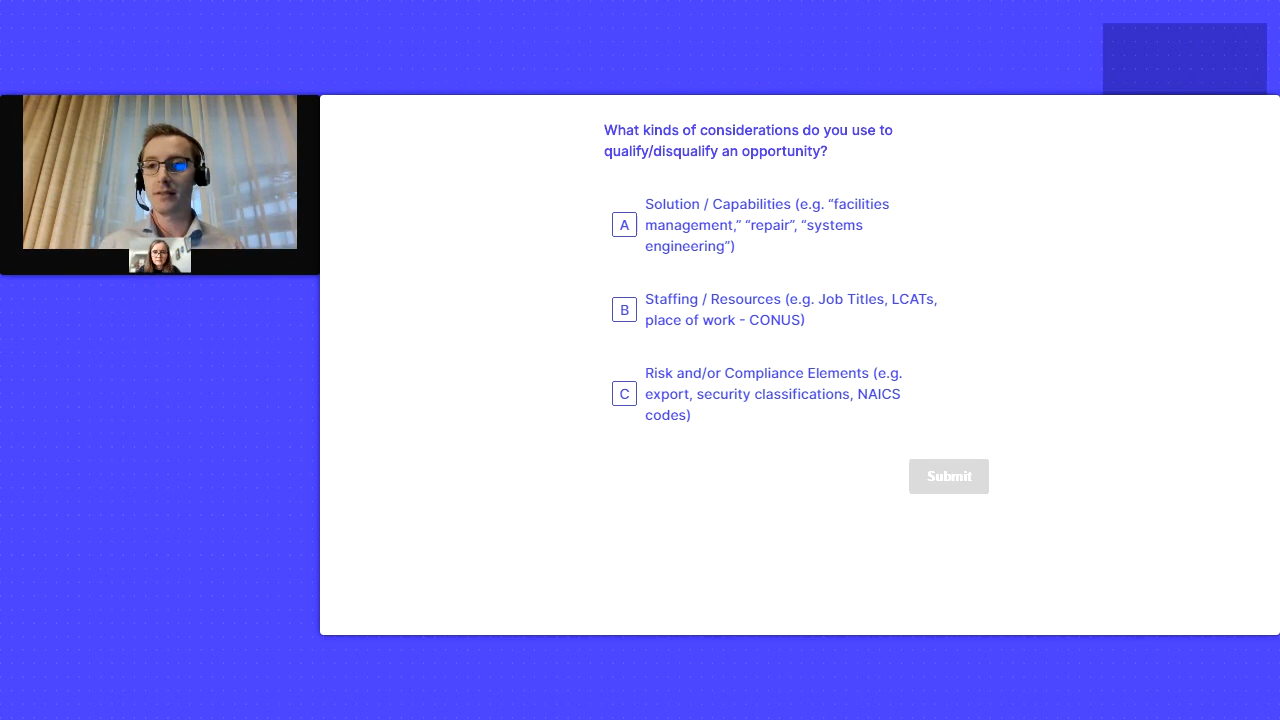 What kinds of considerations do you use to
qualify/disqualify an opportunity?
A
Solution / Capabilities (e.g. “facilities
management,” “repair”, “systems
engineering”)
B
Staffing / Resources (e.g. Job Titles, LCATs,
place of work - CONUS)
C
Risk and/or Compliance Elements (e.g.
export, security classifications, NAICS
codes)
Submit